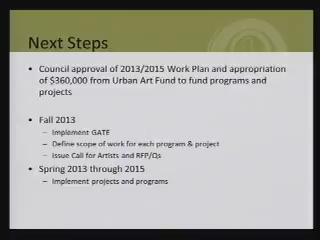 Next Steps
• Council approval of 2013/2015 Work Plan and appropriation
of $360,000 from Urban Art Fund to fund programs and
projects
• Fall 2013
– Implement GATE
– Define scope of work for each program & project
– Issue Call for Artists and RFP/Qs
• Spring 2013 through 2015
– Implement projects and programs